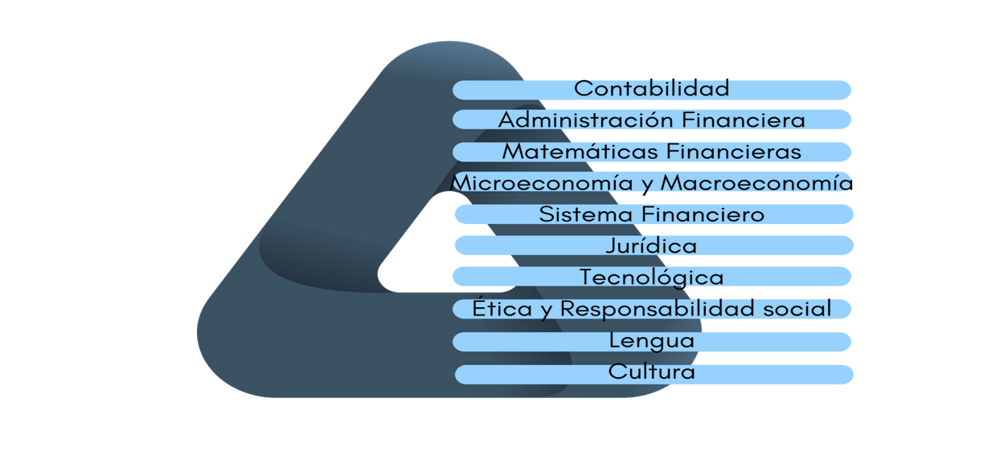 Contabilidad
Administración Financiera
Matemáticas Financieras
Microeconomía y Macroeconomía
Sistema Financiero
Jurídica
Tecnológica
Ética y Responsabilidad social
Lengua
Cultura